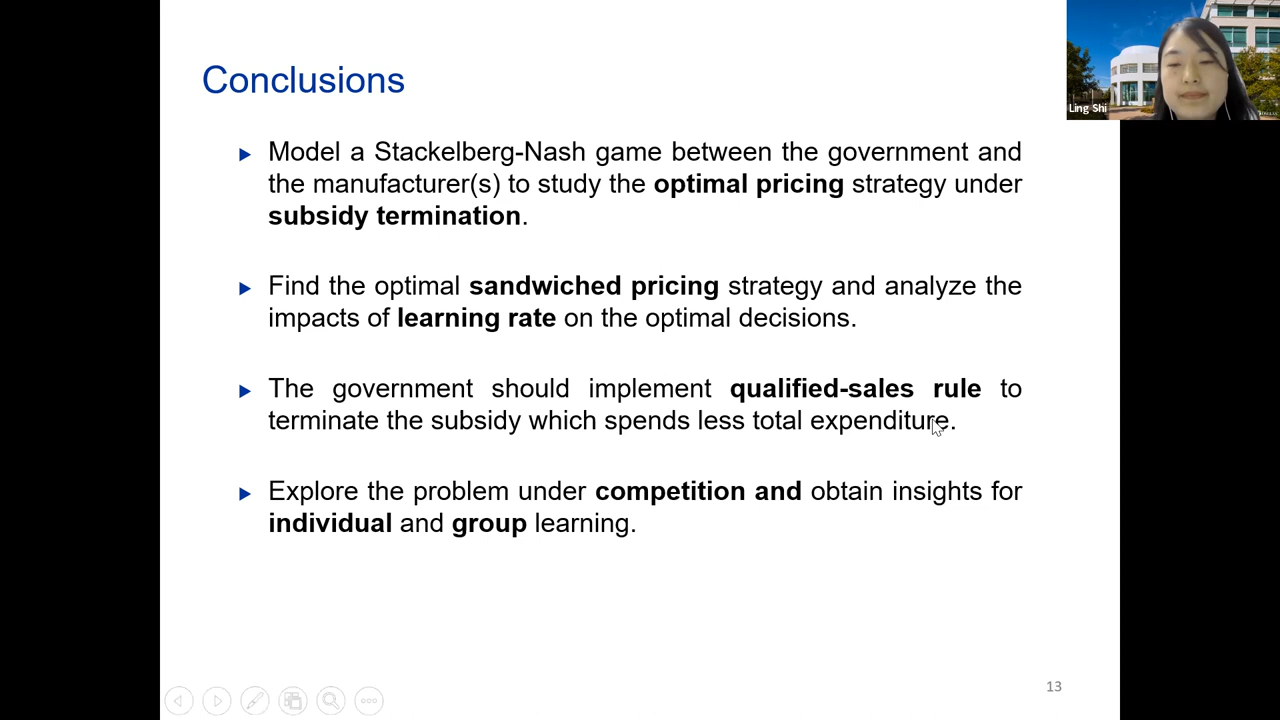 Conclusions
Model a Stackelberg-Nash game between the government and
the manufacturer(s) to study the optimal pricing strategy under
subsidy termination.
Find the optimal sandwiched pricing strategy and analyze the
impacts of learning rate on the optimal decisions.
The government should implement qualified-sales rule to
terminate the subsidy which spends less total expenditure.
Explore the problem under competition and obtain insights for
individual and group learning.
13
Ling Shi